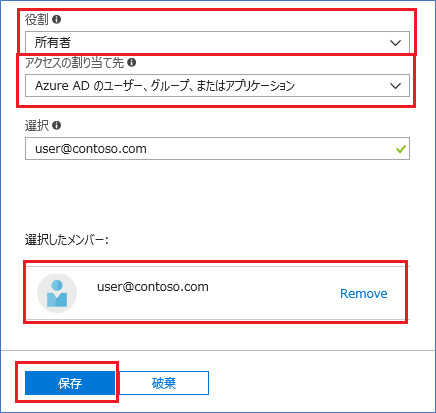 役割
所有者
アクセスの割り当て先
Azure AD のユーザー、グループ、またはアプリケーション
選択
user@contoso.com
選択したメンバー:
user@contoso.com Remove
保存 破棄